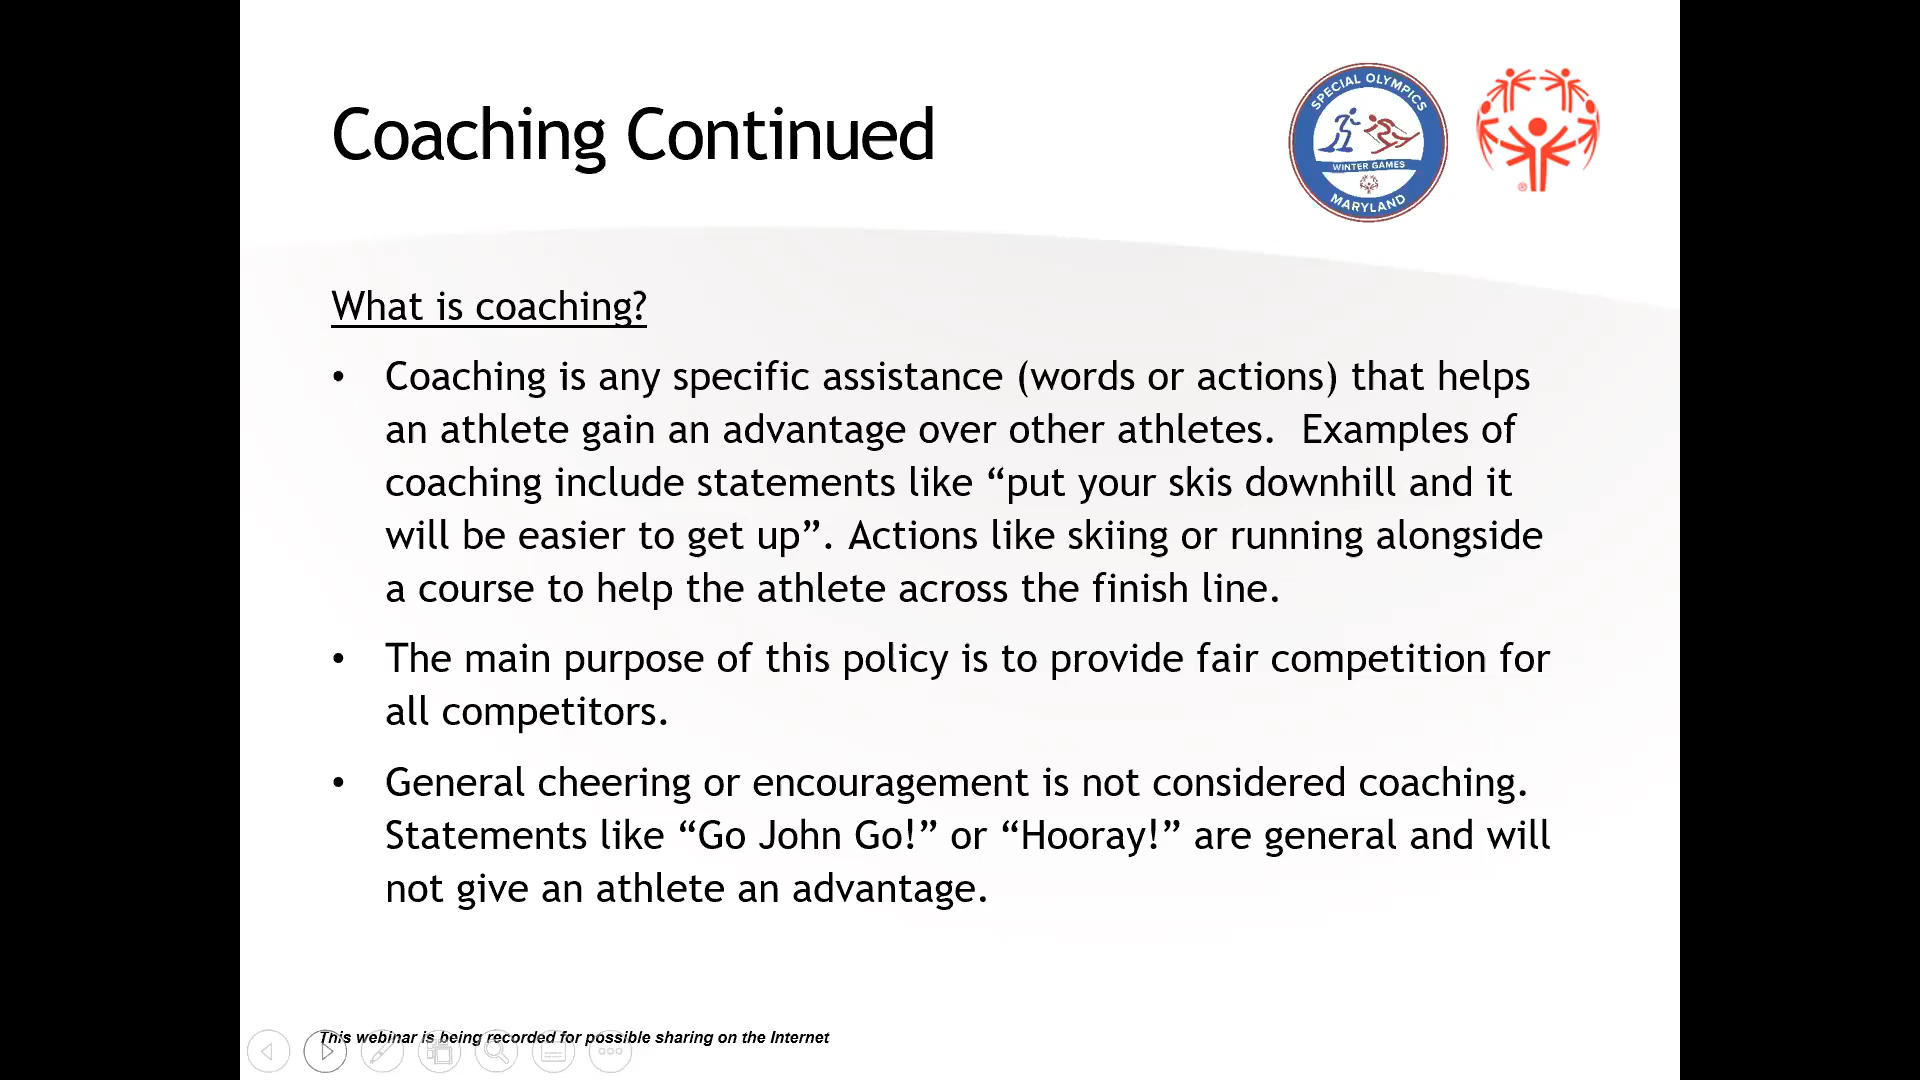 Coaching Continued
SPECIAL OLYMPICS
WINTER GAMES
MARYLAND
®
What is coaching?
• Coaching is any specific assistance (words or actions) that helps
an athlete gain an advantage over other athletes.  Examples of
coaching include statements like “put your skis downhill and it
will be easier to get up”. Actions like skiing or running alongside
a course to help the athlete across the finish line.
• The main purpose of this policy is to provide fair competition for
all competitors.
• General cheering or encouragement is not considered coaching.
Statements like “Go John Go!” or “Hooray!” are general and will
not give an athlete an advantage.
This webinar is being recorded for possible sharing on the Internet